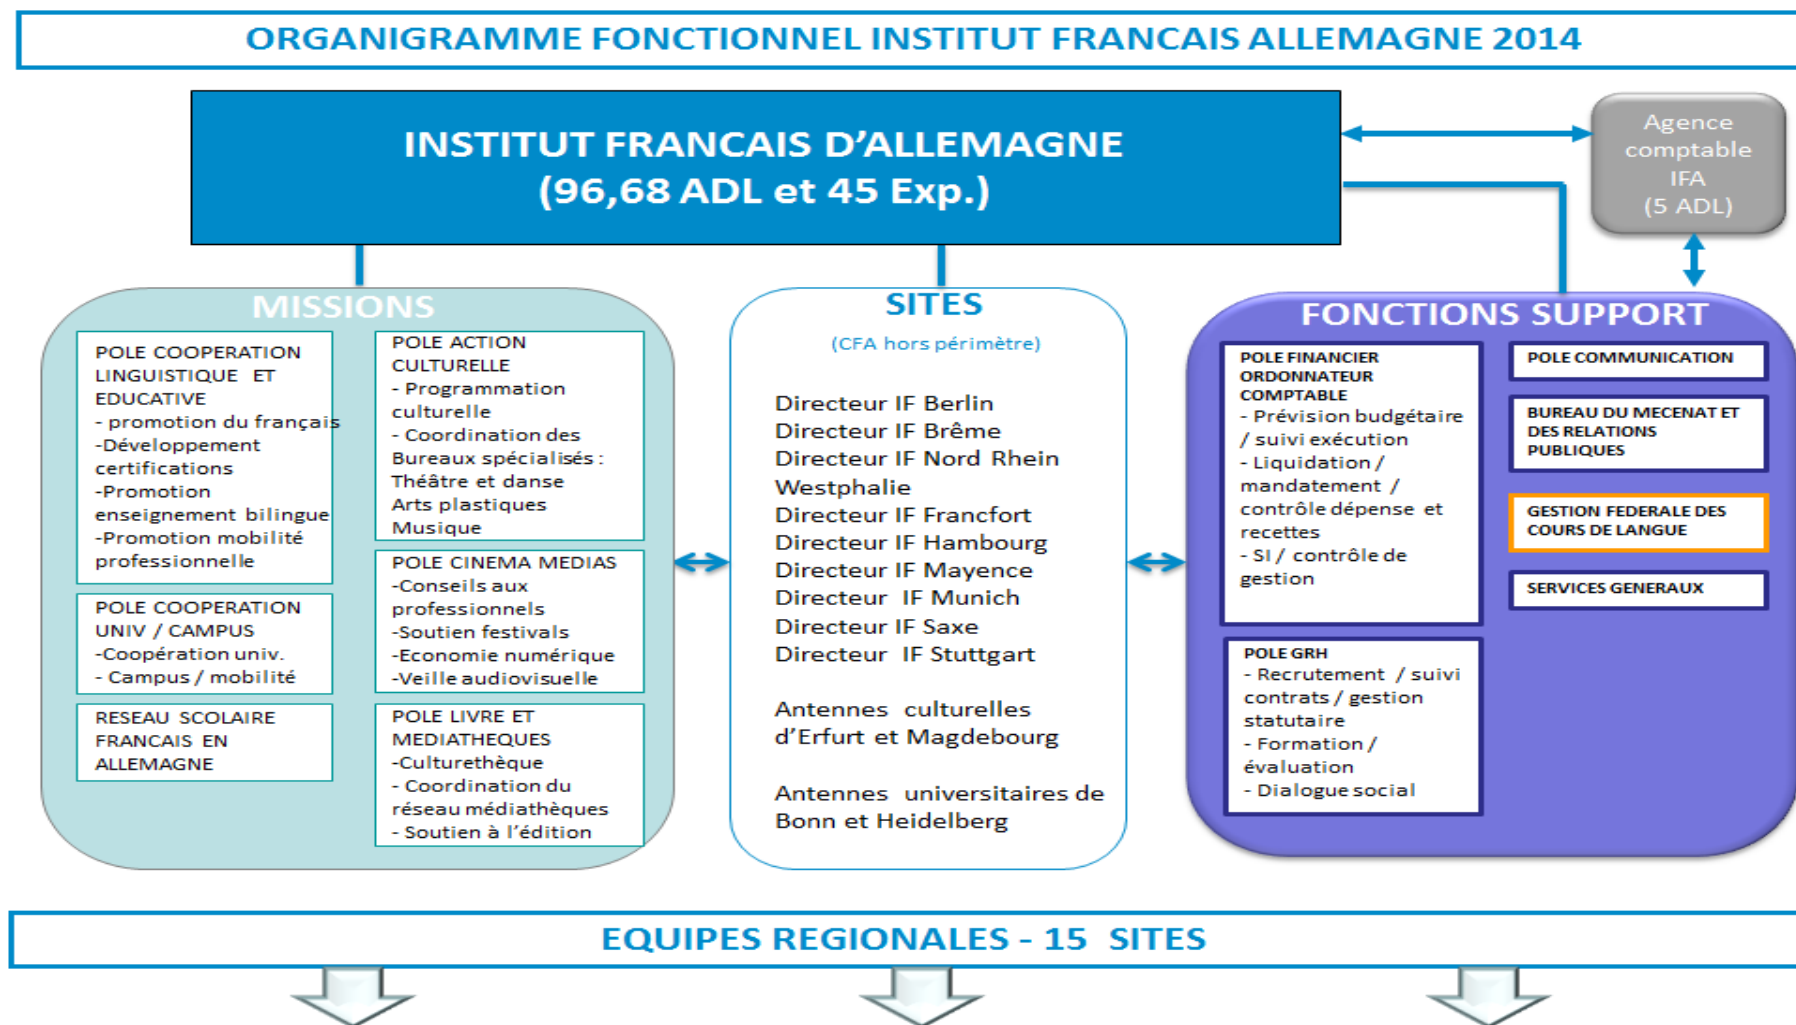 ORGANIGRAMME FONCTIONNEL INSTITUT FRANCAIS ALLEMAGNE 2014
INSTITUT FRANCAIS D’ALLEMAGNE
(96,68 ADL et 45 Exp.)
Agence
comptable
IFA
(5 ADL)
MISSIONS
POLE COOPERATION
LINGUISTIQUE ET
EDUCATIVE
- promotion du français
-Développement
certifications
-Promotion
enseignement bilingue
-Promotion mobilité
professionnelle
POLE COOPERATION
UNIV / CAMPUS
-Coopération univ.
- Campus / mobilité
RESEAU SCOLAIRE
FRANCAIS EN
ALLEMAGNE
POLE ACTION
CULTURELLE
- Programmation
culturelle
- Coordination des
Bureaux spécialisés :
Théâtre et danse
Arts plastiques
Musique
POLE CINEMA MEDIAS
-Conseils aux
professionnels
-Soutien festivals
-Economie numérique
-Veille audiovisuelle
POLE LIVRE ET
MEDIATHEQUES
-Culturethèque
- Coordination du
réseau médiathèques
- Soutien à l’édition
SITES
(CFA hors périmètre)
Directeur IF Berlin
Directeur IF Brême
Directeur IF Nord Rhein
Westphalie
Directeur IF Francfort
Directeur IF Hambourg
Directeur IF Mayence
Directeur IF Munich
Directeur IF Saxe
Directeur IF Stuttgart
Antennes culturelles
d’Erfurt et Magdebourg
Antennes universitaires de
Bonn et Heidelberg
FONCTIONS SUPPORT
POLE FINANCIER
ORDONNATEUR
COMPTABLE
- Prévision budgétaire
/ suivi exécution
- Liquidation /
mandatement /
contrôle dépense et
recettes
- SI / contrôle de
gestion
POLE GRH
- Recrutement / suivi
contrats / gestion
statutaire
- Formation /
évaluation
- Dialogue social
POLE COMMUNICATION
BUREAU DU MECENAT ET
DES RELATIONS
PUBLIQUES
GESTION FEDERALE DES
COURS DE LANGUE
SERVICES GENERAUX
EQUIPES REGIONALES - 15 SITES